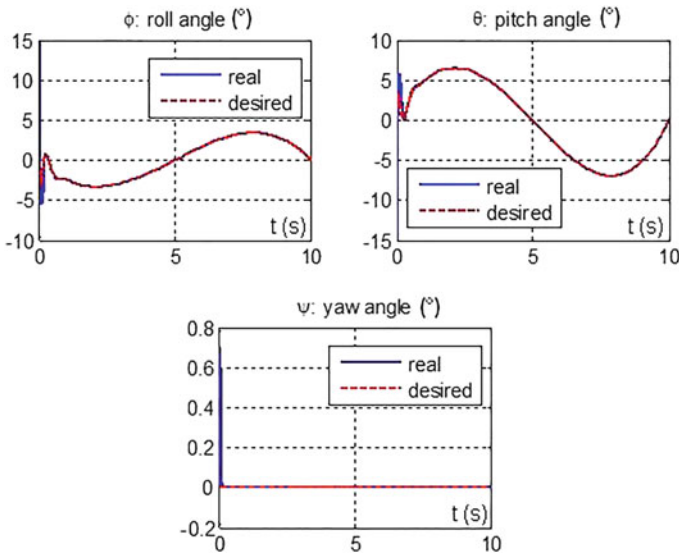 ϕ: roll angle (°)
15
10
5
0
-5
-10
real
desired
t (s)
0
5
10
θ: pitch angle (°)
15
10
5
0
-5
-10
15
real
desired
t (s)
0
5
10
ψ: yaw angle (°)
0.8
0.6
0.4
0.2
0
-0.2
real
desired
t (s)
0
5
10